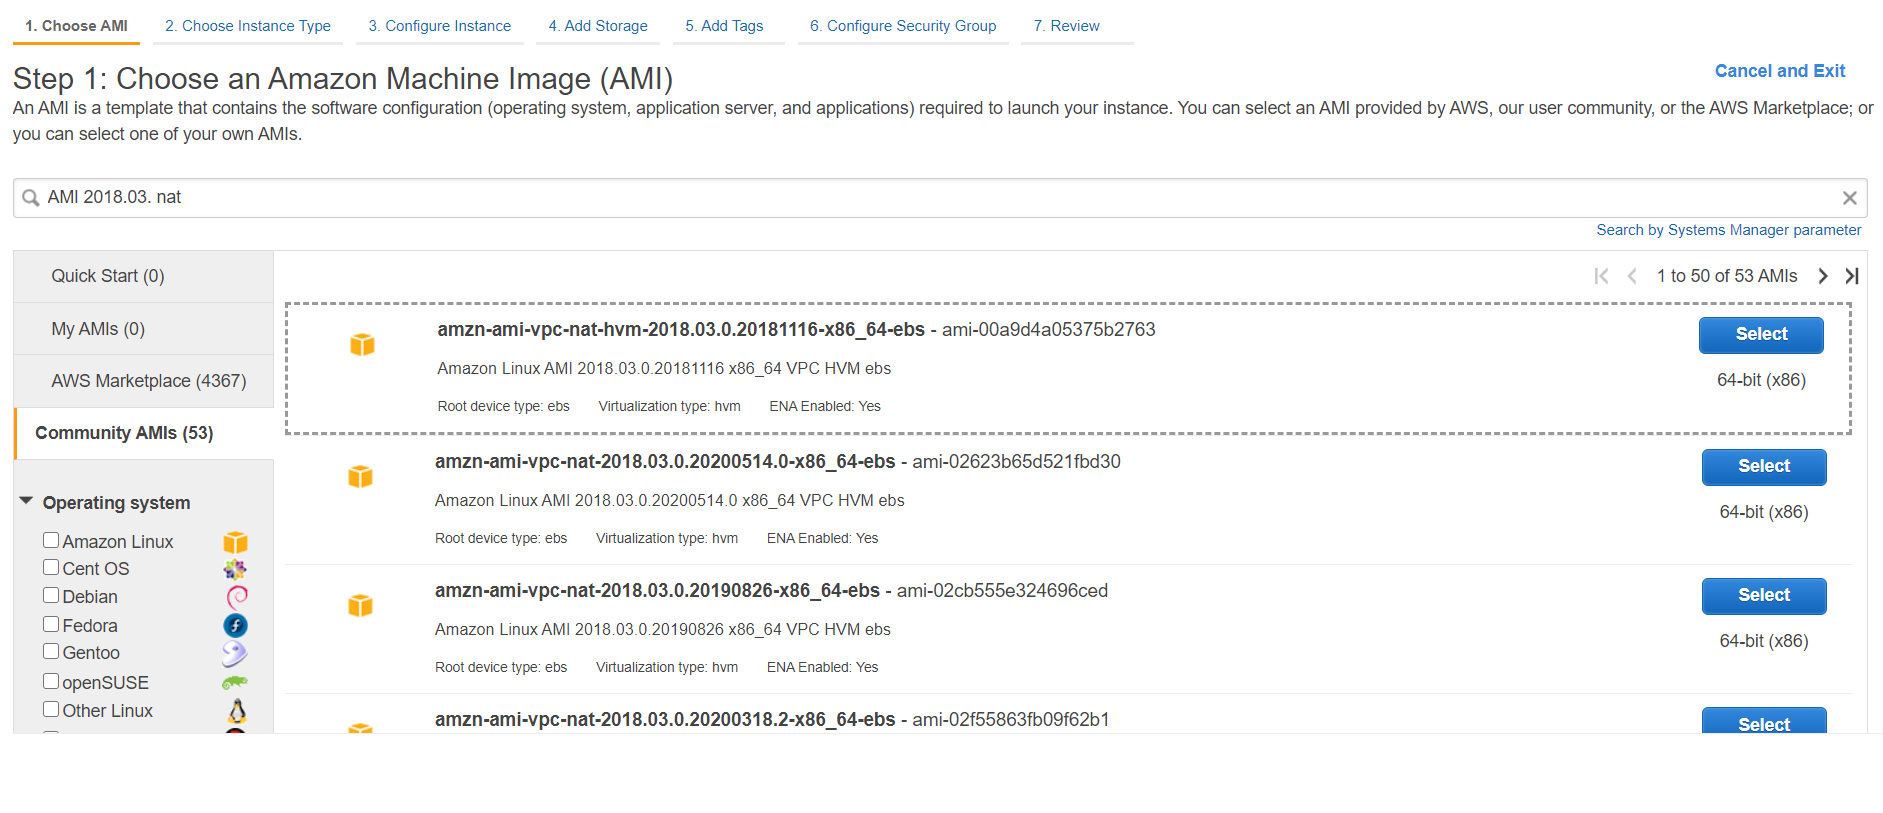 1. Choose AMI
2. Choose Instance Type
3. Configure Instance
4. Add Storage
5. Add Tags
6. Configure Security Group
7. Review
Step 1: Choose an Amazon Machine Image (AMI)
Cancel and Exit
An AMI is a template that contains the software configuration (operating system, application server, and applications) required to launch your instance. You can select an AMI provided by AWS, our user community, or the AWS Marketplace; or
you can select one of your own AMIs.
AMI 2018.03. nat
Search by Systems Manager parameter
Quick Start (0)
My AMIs (0)
AWS Marketplace (4367)
Community AMIs (53)
Operating system
Amazon Linux
Cent OS
Debian
Fedora
Gentoo
openSUSE
Other Linux
1 to 50 of 53 AMIs
amzn-ami-vpc-nat-hvm-2018.03.0.20181116-x86_64-ebs - ami-00a9d4a05375b2763
Select
Amazon Linux AMI 2018.03.0.20181116 x86_64 VPC HVM ebs
64-bit (x86)
Root device type: ebs Virtualization type: hvm ENA Enabled: Yes
amzn-ami-vpc-nat-2018.03.0.20200514.0-x86_64-ebs - ami-02623b65d521fbd30
Select
Amazon Linux AMI 2018.03.0.20200514.0 x86_64 VPC HVM ebs
64-bit (x86)
Root device type: ebs Virtualization type: hvm ENA Enabled: Yes
amzn-ami-vpc-nat-2018.03.0.20190826-x86_64-ebs - ami-02cb555e324696ced
Select
Amazon Linux AMI 2018.03.0.20190826 x86_64 VPC HVM ebs
64-bit (x86)
Root device type: ebs Virtualization type: hvm ENA Enabled: Yes
amzn-ami-vpc-nat-2018.03.0.20200318.2-x86_64-ebs - ami-02f55863fb09f62b1
Select